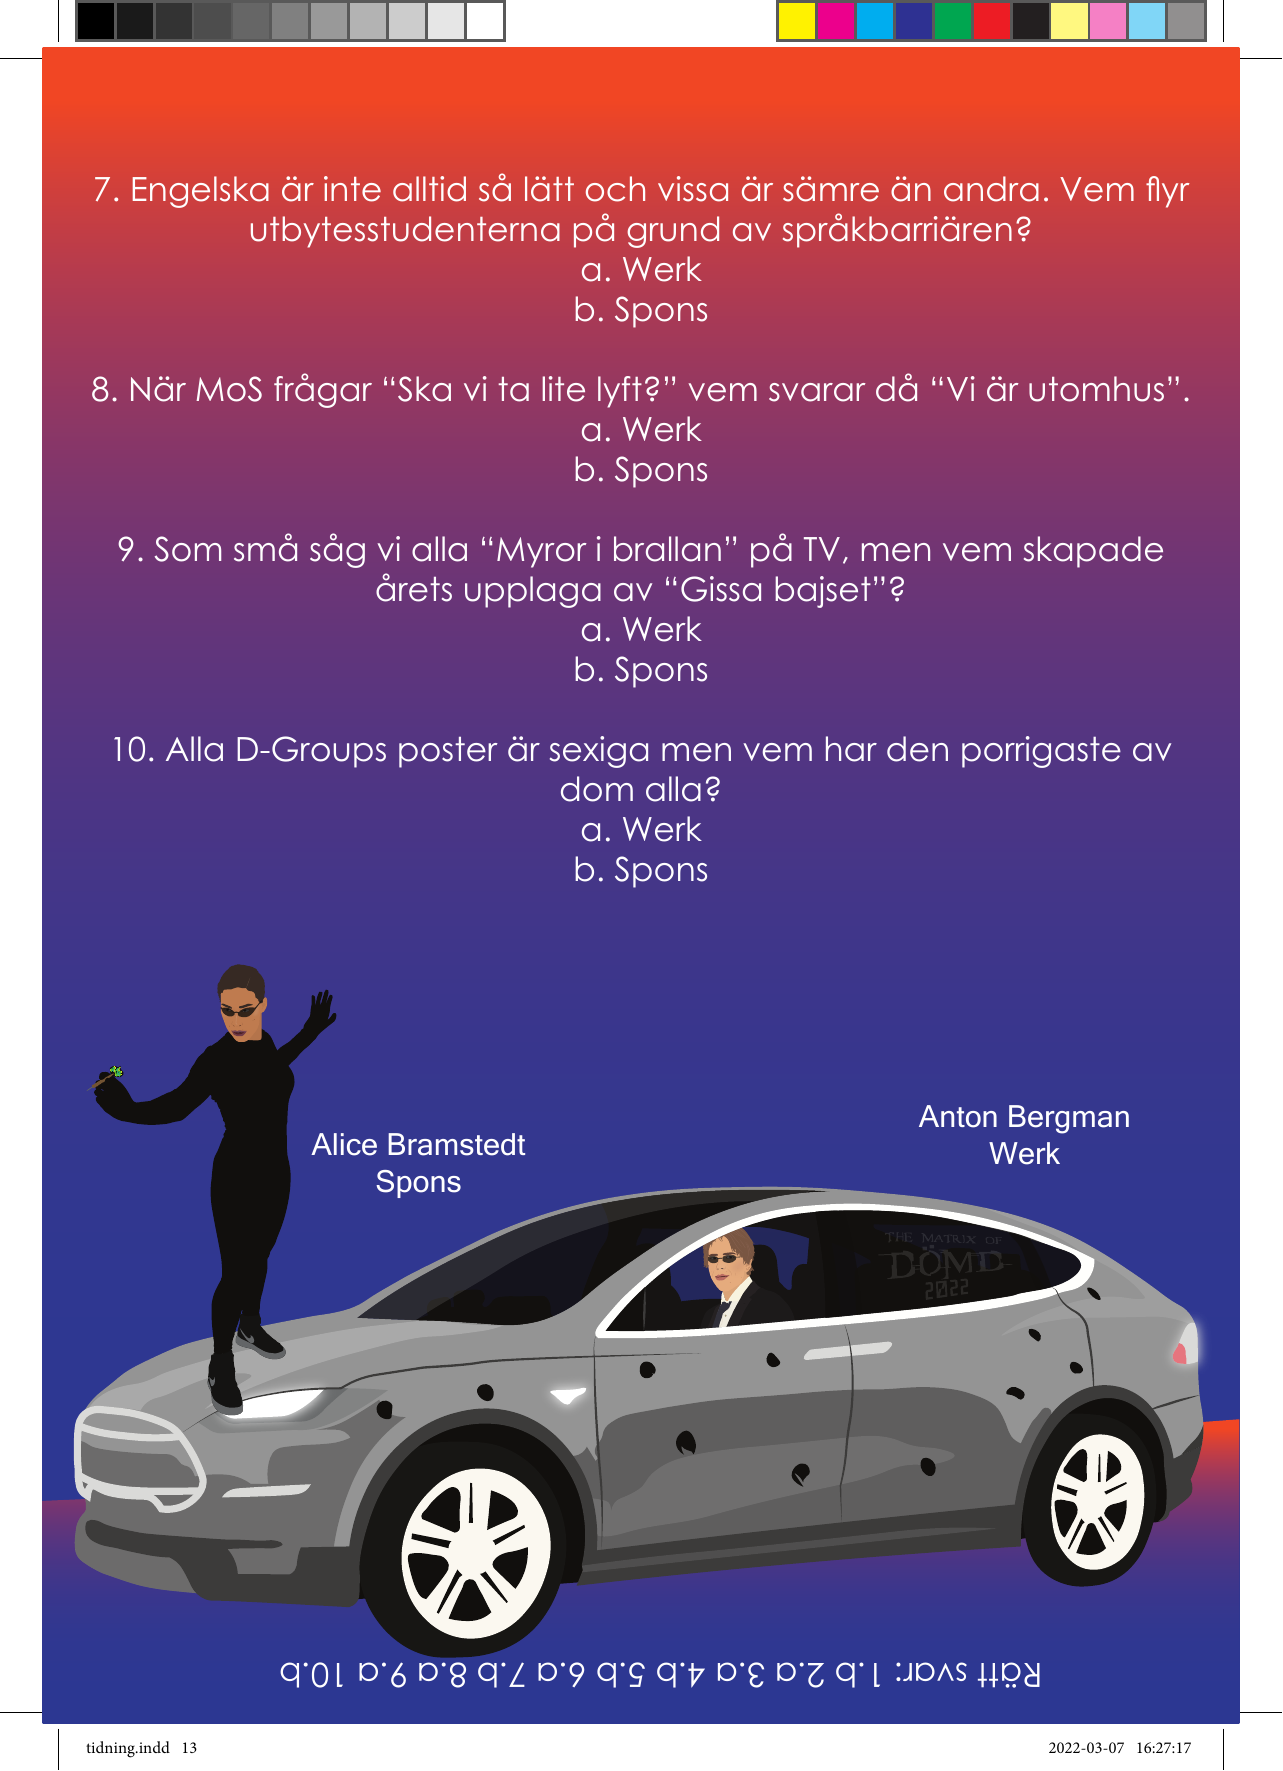 7. Engelska är inte alltid så lätt och vissa är sämre än andra. Vem flyr
utbytesstudenterna på grund av språkbarriären?
a. Werk
b. Spons
8. När MoS frågar “Ska vi ta lite lyft?” vem svarar då “Vi är utomhus”.
a. Werk
b. Spons
9. Som små såg vi alla “Myror i brallan” på TV, men vem skapade
årets upplaga av “Gissa bajset”?
a. Werk
b. Spons
10. Alla D-Groups poster är sexiga men vem har den porrigaste av
dom alla?
a. Werk
b. Spons
Alice Bramstedt
Spons
Anton Bergman
Werk
THE MATRIX OF
DÖMD
2022
Rätt svar: 1.b 2.a 3.a 4.b 5.b 6.a 7.b 8.a 9.a 10.b
tidning.indd 13
2022-03-07 16:27:17